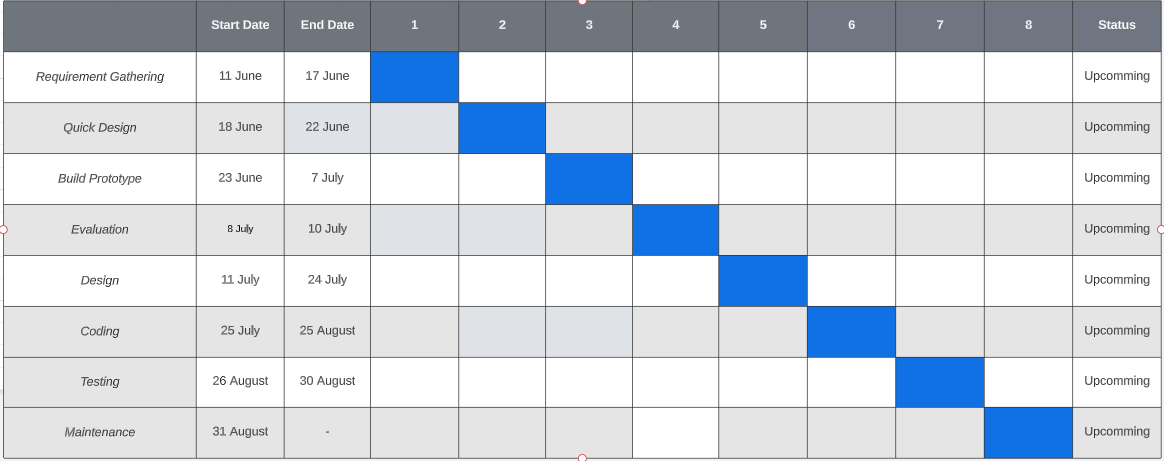 Start Date End Date 1 2 3 4 5 6 7 8 Status
Requirement Gathering 11 June 17 June Upcomming
Quick Design 18 June 22 June Upcomming
Build Prototype 23 June 7 July Upcomming
Evaluation 8 July 10 July Upcomming
Design 11 July 24 July Upcomming
Coding 25 July 25 August Upcomming
Testing 26 August 30 August Upcomming
Maintenance 31 August - Upcomming